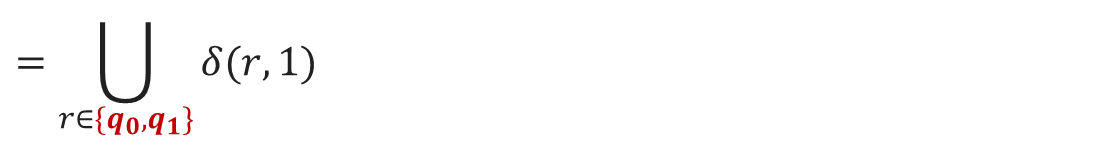 = ⋃ δ(r, 1)
r∈{q₀,q₁}